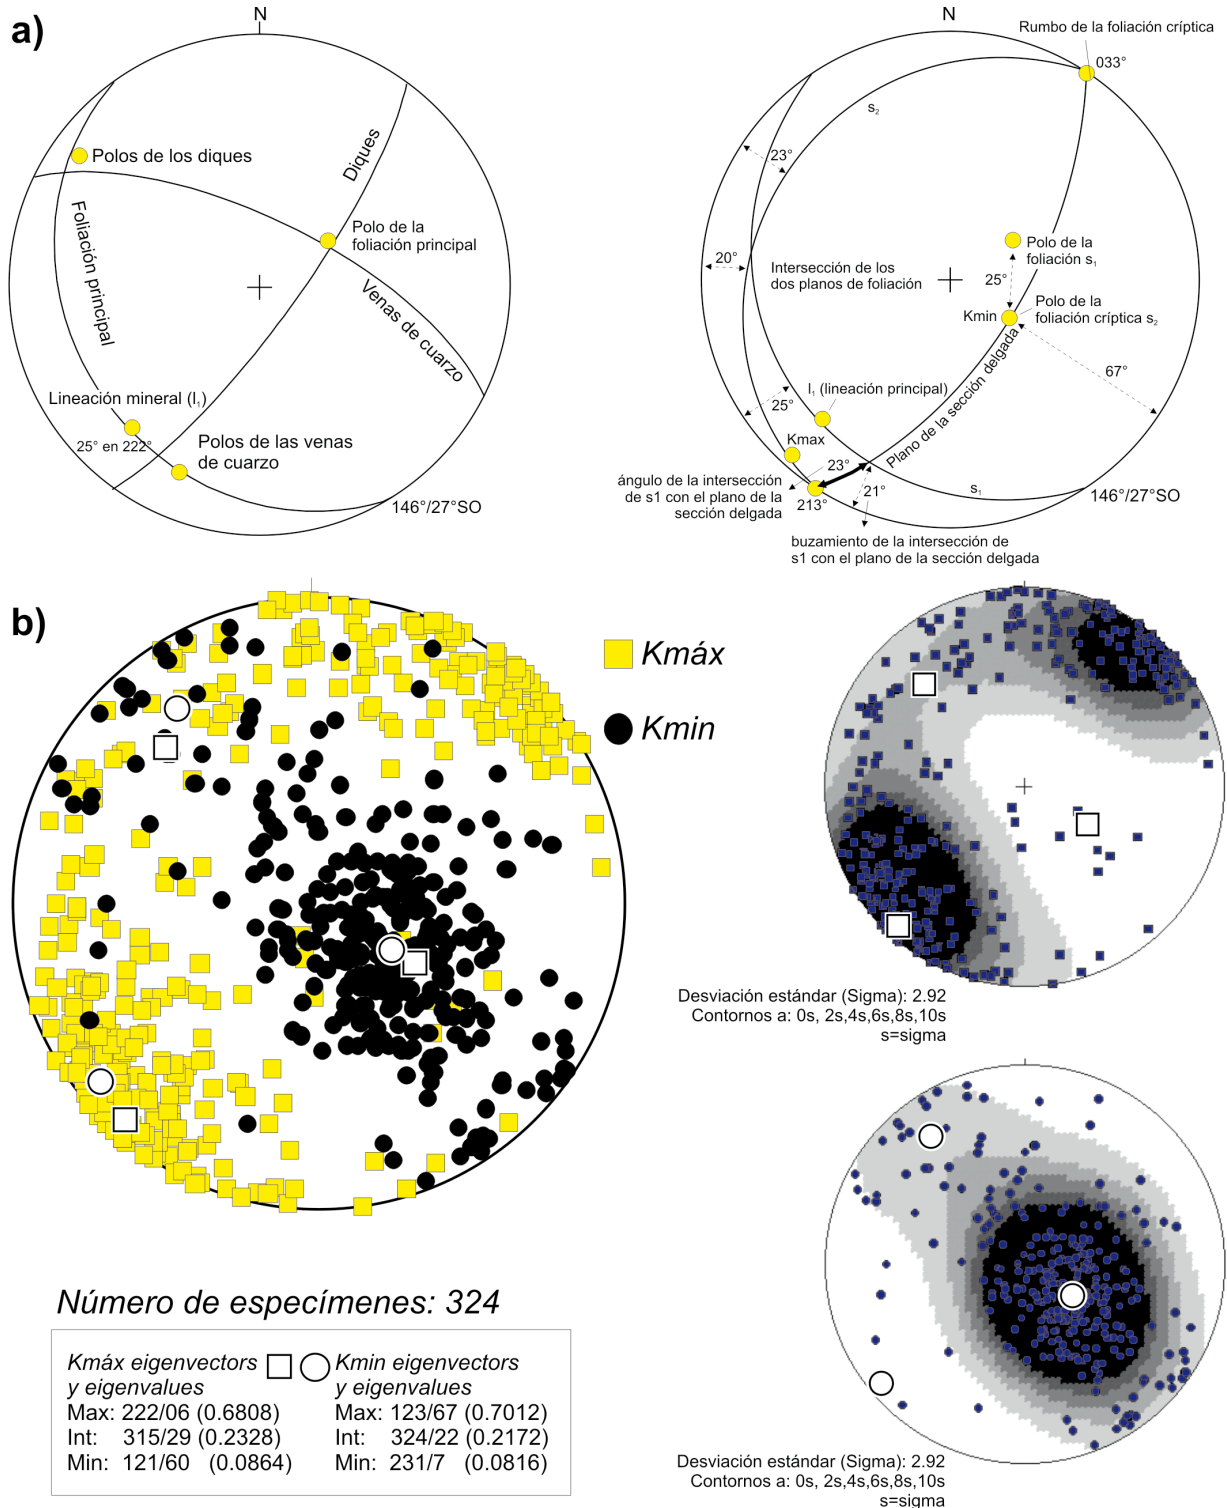 a)
N
Polos de los diques
Diques
Foliación principal
Polo de la
foliación principal
Venas de cuarzo
Lineación mineral (l1)
25° en 222°
Polos de las venas
de cuarzo
146°/27°SO
N
Rumbo de la foliación críptica
033°
s2
23°
20°
Intersección de los
dos planos de foliación
Polo de la
foliación s1
25°
Kmin
Polo de la
foliación críptica s2
67°
Plano de la sección delgada
l1 (lineación principal)
25°
Kmax
23°
ángulo de la intersección
de s1 con el plano de la
sección delgada
213°
21°
s1
146°/27°SO
buzamiento de la intersección de
s1 con el plano de la sección delgada
b)
Kmáx
Kmin
Desviación estándar (Sigma): 2.92
Contornos a: 0s, 2s,4s,6s,8s,10s
s=sigma
Número de especímenes: 324
Kmáx eigenvectors
y eigenvalues
Max: 222/06 (0.6808)
Int: 315/29 (0.2328)
Min: 121/60 (0.0864)
Kmin eigenvectors
y eigenvalues
Max: 123/67 (0.7012)
Int: 324/22 (0.2172)
Min: 231/7 (0.0816)
Desviación estándar (Sigma): 2.92
Contornos a: 0s, 2s,4s,6s,8s,10s
s=sigma